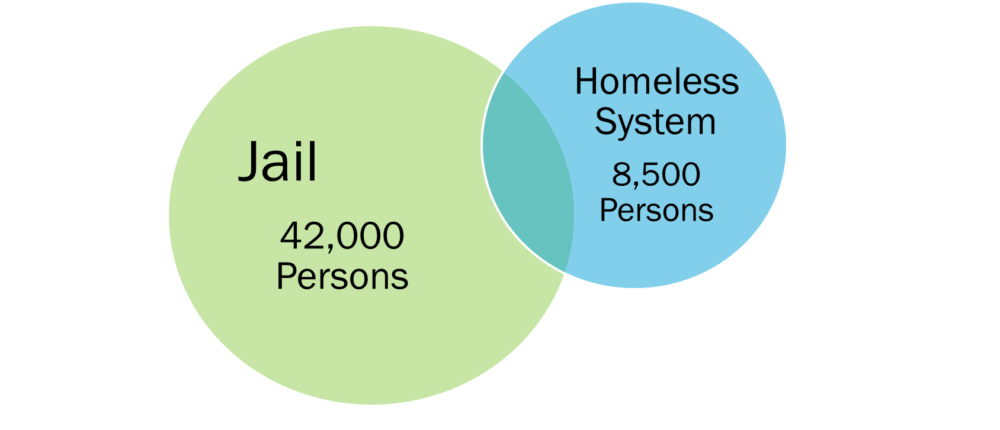 Jail
42,000
Persons
Homeless
System
8,500
Persons